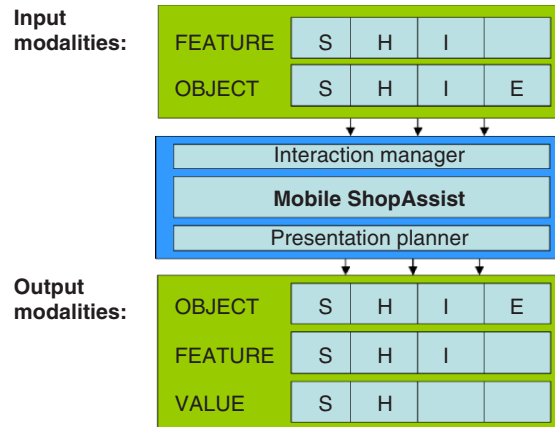 Input
modalities:
FEATURE S H I
OBJECT S H I E
Interaction manager
Mobile ShopAssist
Presentation planner
Output
modalities:
OBJECT S H I E
FEATURE S H I
VALUE S H